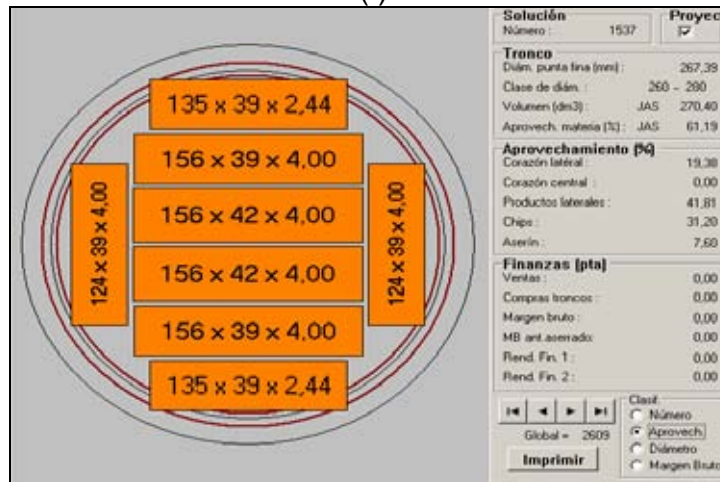 135 x 39 x 2,44
156 x 39 x 4,00
156 x 42 x 4,00
156 x 42 x 4,00
156 x 39 x 4,00
135 x 39 x 2,44
124 x 39 x 4,00
124 x 39 x 4,00
Solución
Número : 1537
Proyec
Tronco
Diám. punta fina (mm) : 267,39
Clase de diám. : 260 - 280
Volumen (dm3) : JAS 270,40
Aprovech. materia (%) : JAS 61,19
Aprovechamiento (%)
Corazón latéral : 19,38
Corazón central : 0,00
Productos laterales : 41,81
Chips : 31,20
Aserín : 7,60
Finanzas (pta)
Ventas : 0,00
Compras troncos : 0,00
Margen bruto : 0,00
MB ant.aserrado: 0,00
Rend. Fin. 1 : 0,00
Rend. Fin. 2 : 0,00
Global = 2609
Imprimir
Clasif.
Número
Aprovech.
Diámetro
Margen Bruto